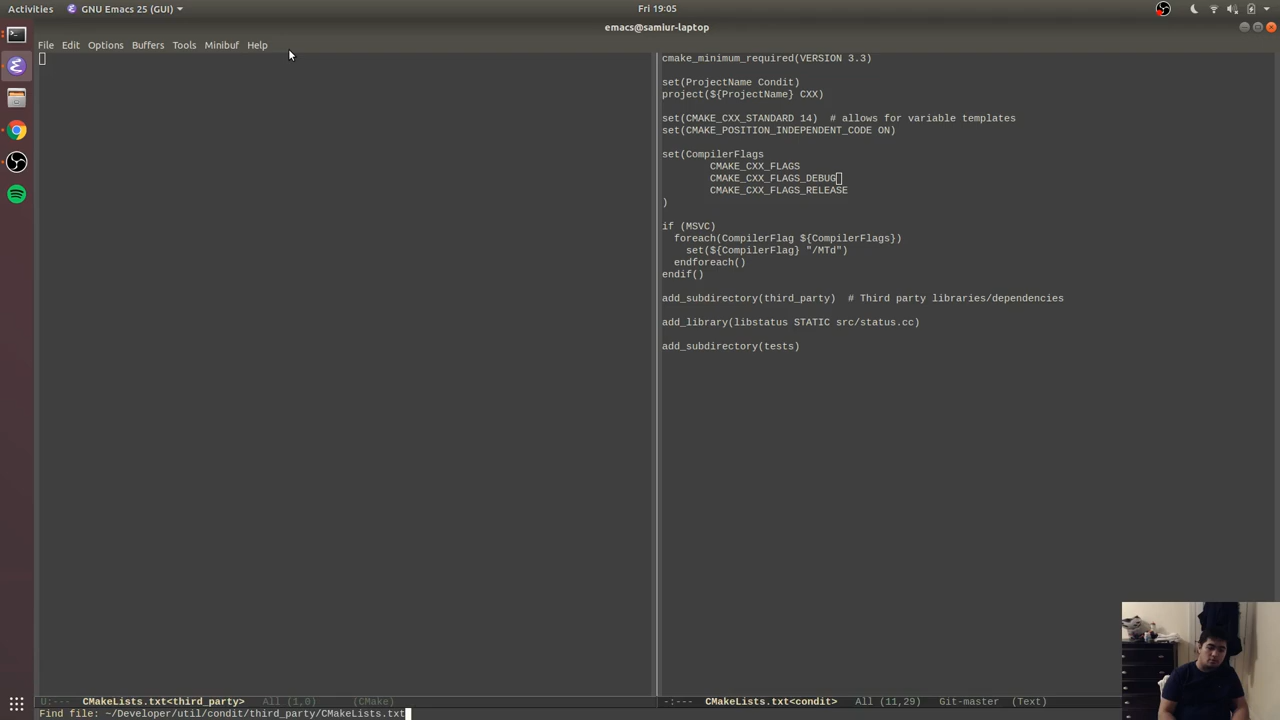 Activities
GNU Emacs 25 (GUI)
Fri 19:05
emacs@samiur-laptop
File Edit Options Buffers Tools Minibuf Help
cmake_minimum_required(VERSION 3.3)
set(ProjectName Condit)
project(${ProjectName} CXX)
set(CMAKE_CXX_STANDARD 14)  # allows for variable templates
set(CMAKE_POSITION_INDEPENDENT_CODE ON)
set(CompilerFlags
CMAKE_CXX_FLAGS
CMAKE_CXX_FLAGS_DEBUG
CMAKE_CXX_FLAGS_RELEASE
)
if (MSVC)
foreach(CompilerFlag ${CompilerFlags})
set(${CompilerFlag} "/MTd")
endforeach()
endif()
add_subdirectory(third_party)  # Third party libraries/dependencies
add_library(libstatus STATIC src/status.cc)
add_subdirectory(tests)
U:---  CMakeLists.txt<third_party>   All (1,0)      (CMake)
-:---  CMakeLists.txt<condit>   All (11,29)   Git-master  (Text)
Find file: ~/Developer/util/condit/third_party/CMakeLists.txt